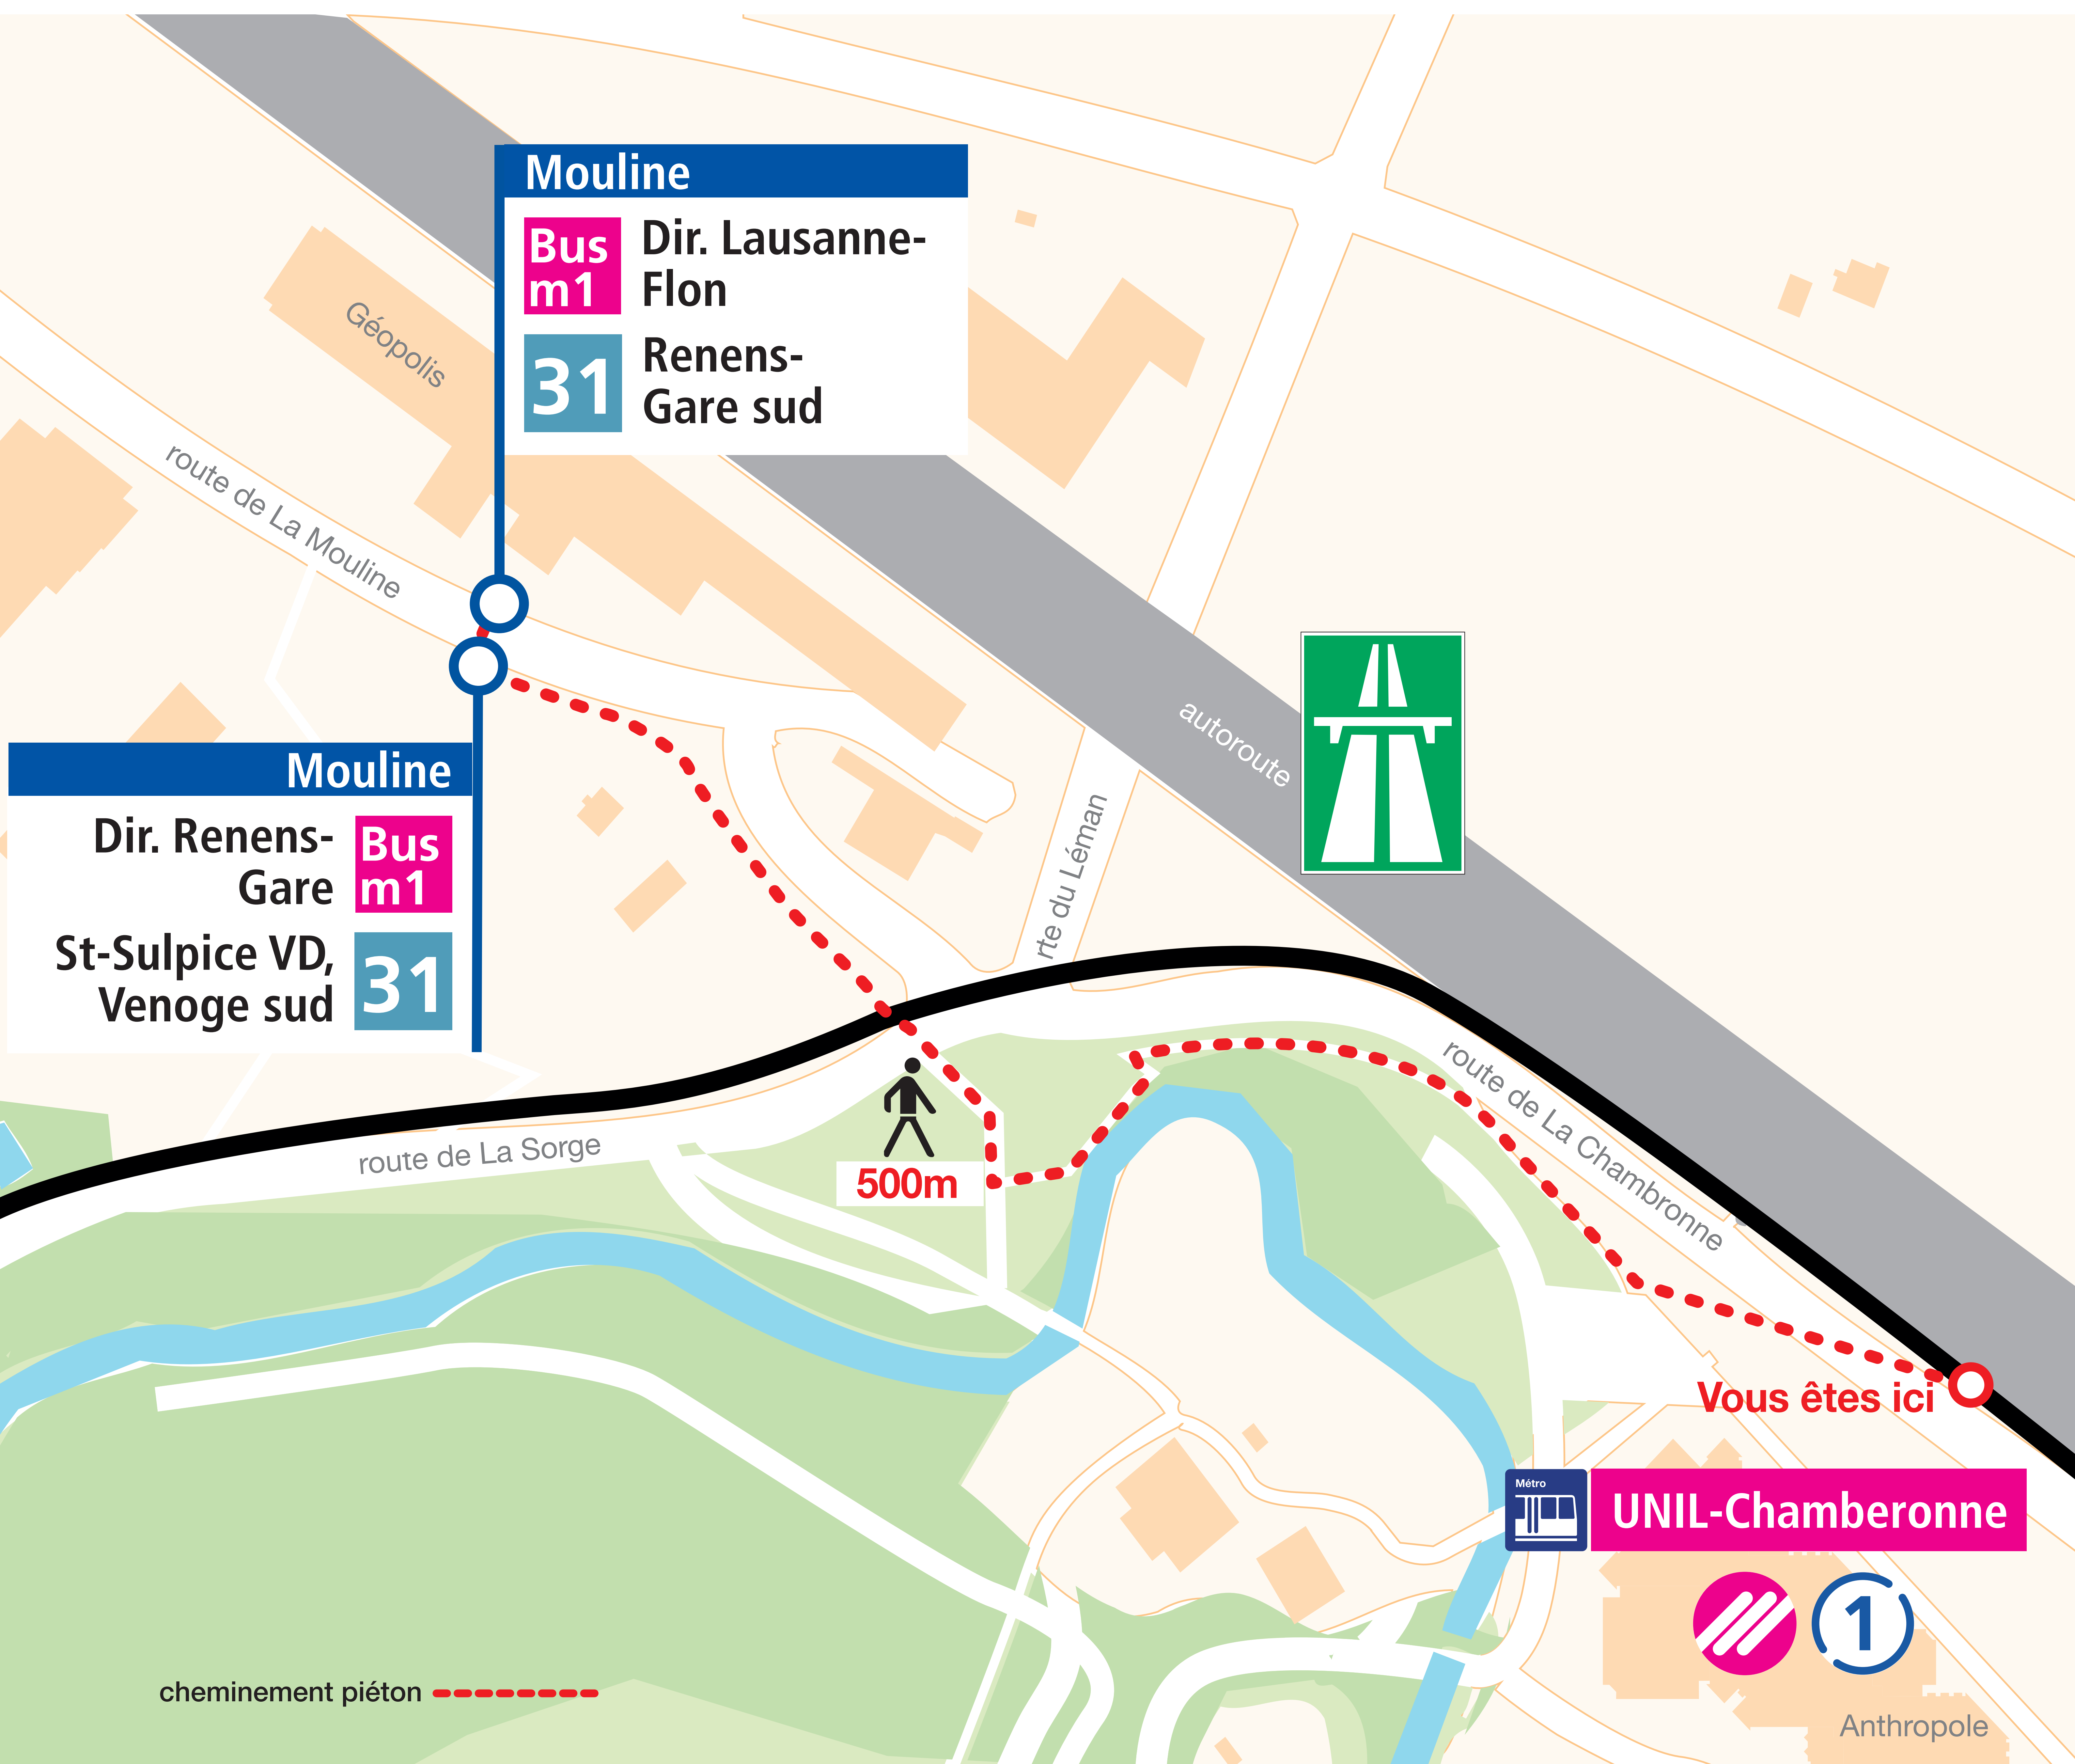 Mouline
Bus
m1
Dir. Lausanne-
Flon
31
Renens-
Gare sud
Géopolis
route de La Mouline
autoroute
Mouline
Dir. Renens-
Gare
Bus
m1
St-Sulpice VD,
Venoge sud
31
rte du Léman
route de La Chambronne
route de La Sorge
500m
Vous êtes ici
Métro
UNIL-Chamberonne
1
cheminement piéton
Anthropole